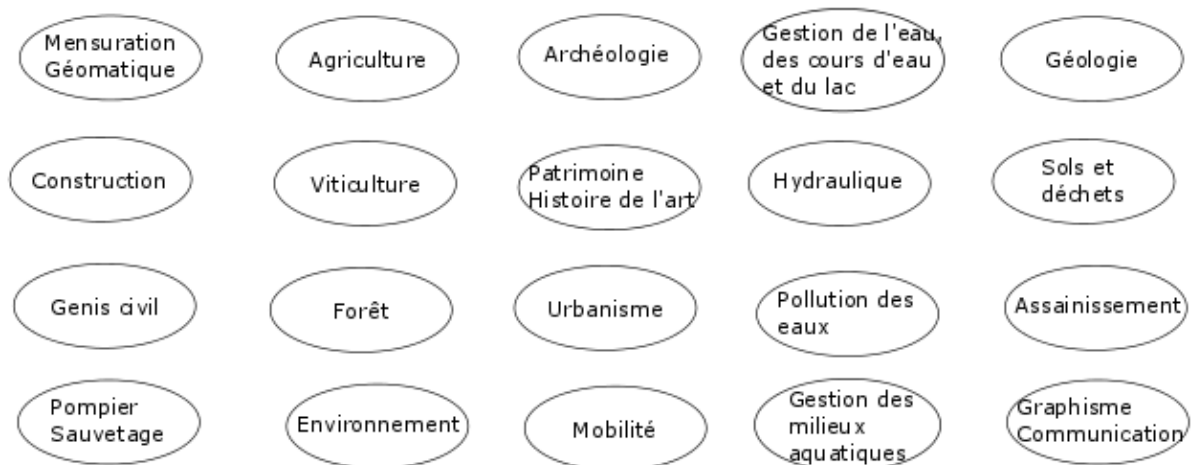 Mensuration
Géomatique
Agriculture
Archéologie
Gestion de l'eau,
des cours d'eau
et du lac
Géologie
Construction
Viticulture
Patrimoine
Histoire de l'art
Hydraulique
Sols et
déchets
Genis civil
Forêt
Urbanisme
Pollution des
eaux
Assainissement
Pompier
Sauvetage
Environnement
Mobilité
Gestion des
milieux
aquatiques
Graphisme
Communication